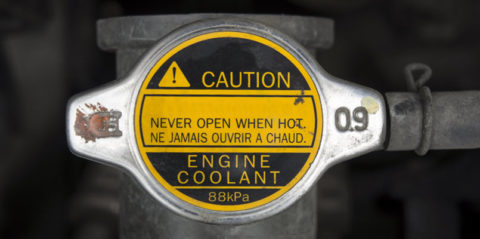 CAUTION
NEVER OPEN WHEN HOT.
NE JAMAIS OUVRIR A CHAUD.
0.9
ENGINE
COOLANT
88kPa